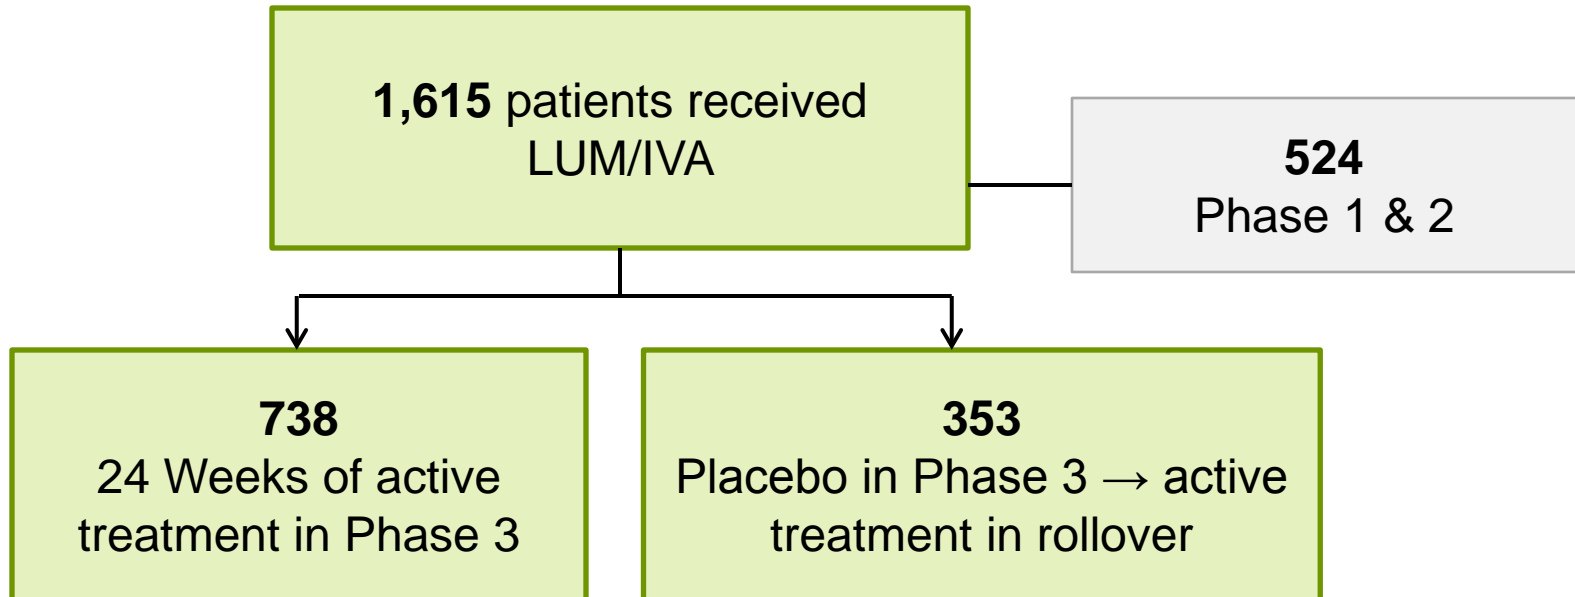 1,615 patients received
LUM/IVA
524
Phase 1 & 2
738
24 Weeks of active
treatment in Phase 3
353
Placebo in Phase 3 → active
treatment in rollover